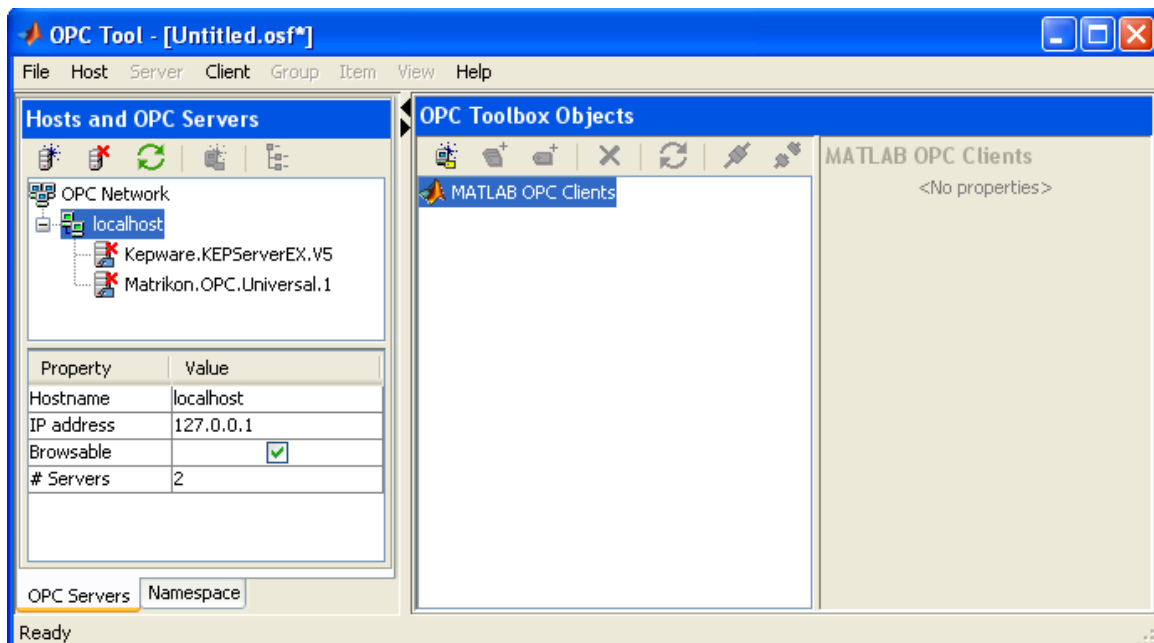 OPC Tool - [Untitled.osf*]
File Host Server Client Group Item View Help
Hosts and OPC Servers
OPC Network
localhost
Kepware.KEPServerEX.V5
Matrikon.OPC.Universal.1
Property Value
Hostname localhost
IP address 127.0.0.1
Browsable
# Servers 2
OPC Servers Namespace
OPC Toolbox Objects
MATLAB OPC Clients
MATLAB OPC Clients
<No properties>
Ready